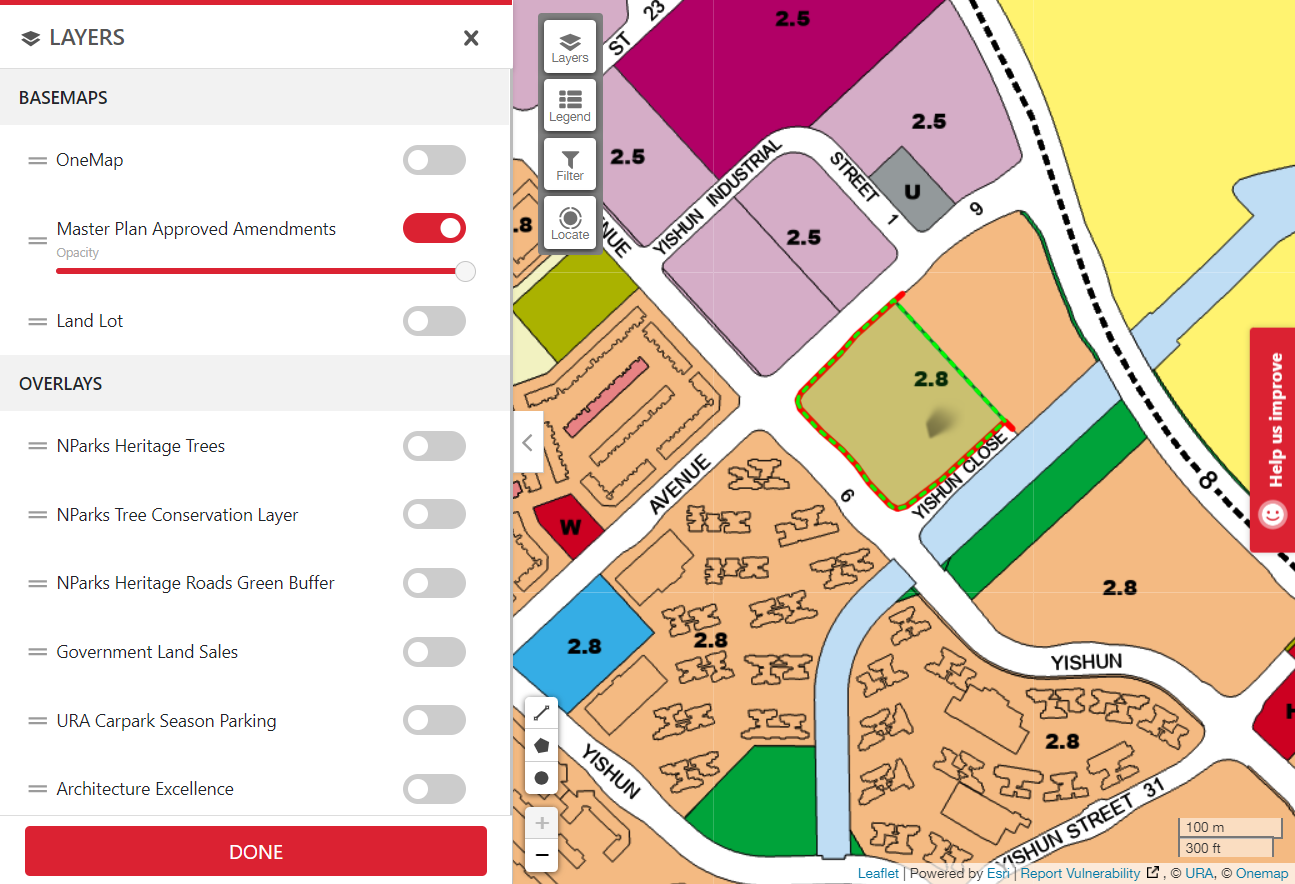 LAYERS
BASEMAPS
OneMap
Master Plan Approved Amendments
Opacity
Land Lot
OVERLAYS
NParks Heritage Trees
NParks Tree Conservation Layer
NParks Heritage Roads Green Buffer
Government Land Sales
URA Carpark Season Parking
Architecture Excellence
DONE
Layers
Legend
Filter
Locate
ST 23
2.5
2.5
2.5
U
2.5
YISHUN INDUSTRIAL STREET 1
9
.8
NUE
2.8
YISHUN CLOSE
AVENUE
6
W
8
2.8
2.8
2.8
YISHUN
2.8
YISHUN
YISHUN STREET 31
H
Help us improve
+
−
100 m
300 ft
Leaflet | Powered by Esri | Report Vulnerability , © URA, © Onemap